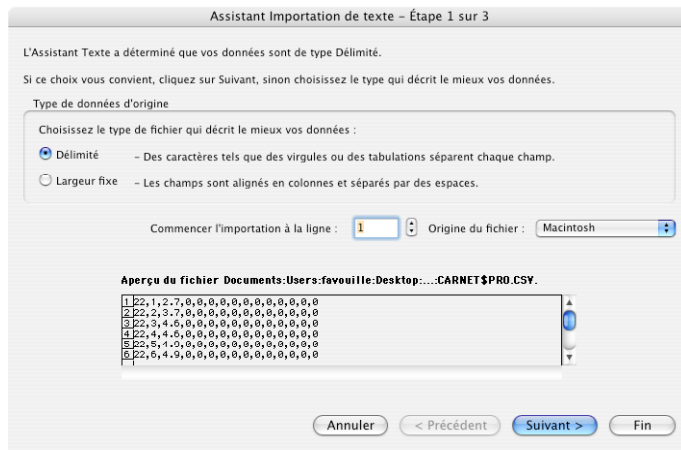 Assistant Importation de texte – Étape 1 sur 3
L'Assistant Texte a déterminé que vos données sont de type Délimité.
Si ce choix vous convient, cliquez sur Suivant, sinon choisissez le type qui décrit le mieux vos données.
Type de données d'origine
Choisissez le type de fichier qui décrit le mieux vos données :
Délimité – Des caractères tels que des virgules ou des tabulations séparent chaque champ.
Largeur fixe – Les champs sont alignés en colonnes et séparés par des espaces.
Commencer l'importation à la ligne : 1 Origine du fichier : Macintosh
Aperçu du fichier Documents:Users:favouille:Desktop:...:CARNET$PRO.CSV.
1 22,1,2.7,0,0,0,0,0,0,0,0,0,0,0,0
2 22,2,3.7,0,0,0,0,0,0,0,0,0,0,0,0
3 22,3,4.6,0,0,0,0,0,0,0,0,0,0,0,0
4 22,4,4.6,0,0,0,0,0,0,0,0,0,0,0,0
5 22,5,4.9,0,0,0,0,0,0,0,0,0,0,0,0
6 22,6,4.9,0,0,0,0,0,0,0,0,0,0,0,0
Annuler < Précédent Suivant > Fin